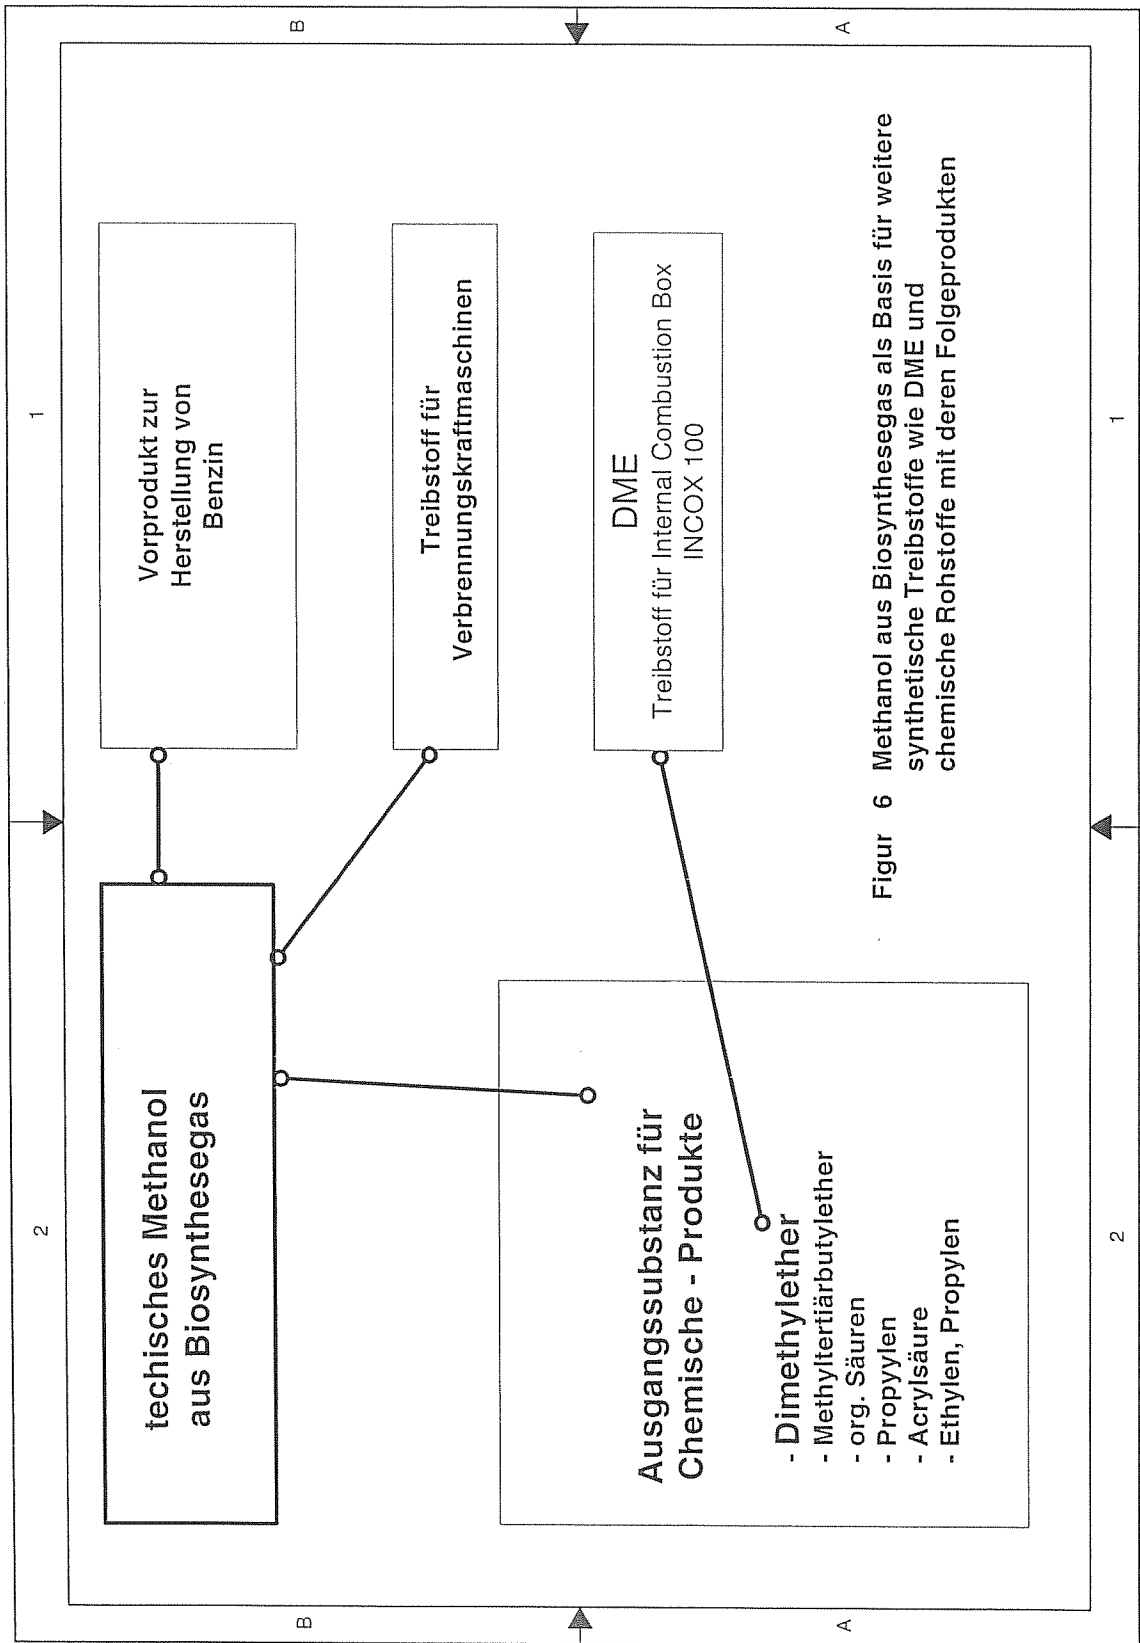 2
1
B
B
A
A
techisches Methanol
aus Biosynthesegas
Vorprodukt zur
Herstellung von
Benzin
Treibstoff für
Verbrennungskraftmaschinen
Ausgangssubstanz für
Chemische - Produkte
- Dimethylether
- Methyltertiärbutylether
- org. Säuren
- Propyylen
- Acrylsäure
- Ethylen, Propylen
DME
Treibstoff für Internal Combustion Box
INCOX 100
Figur 6 Methanol aus Biosynthesegas als Basis für weitere
synthetische Treibstoffe wie DME und
chemische Rohstoffe mit deren Folgeprodukten
2
1